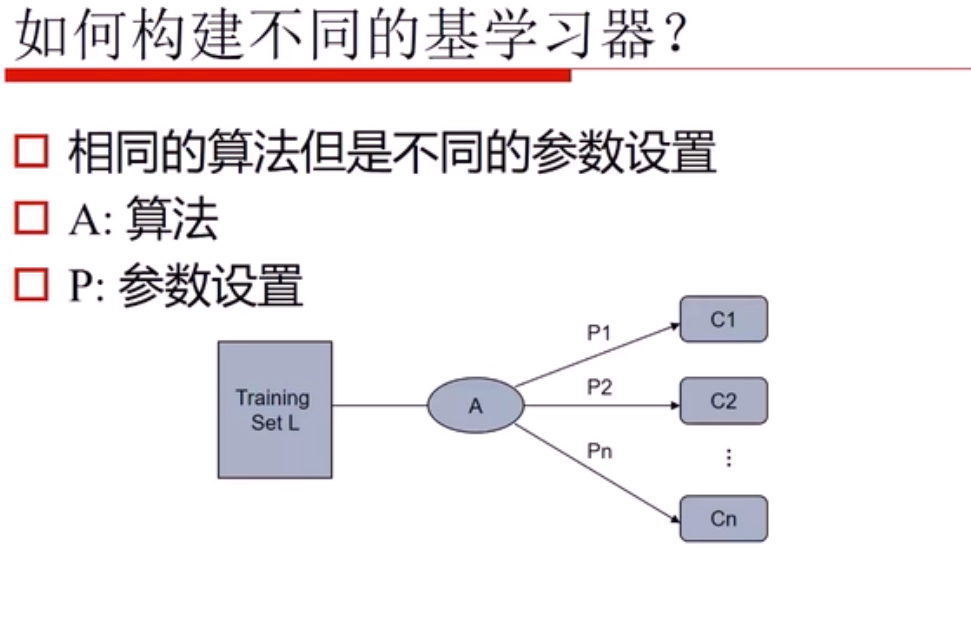 如何构建不同的基学习器?
相同的算法但是不同的参数设置
A: 算法
P: 参数设置
Training
Set L
A
P1
P2
Pn
C1
C2
⋮
Cn